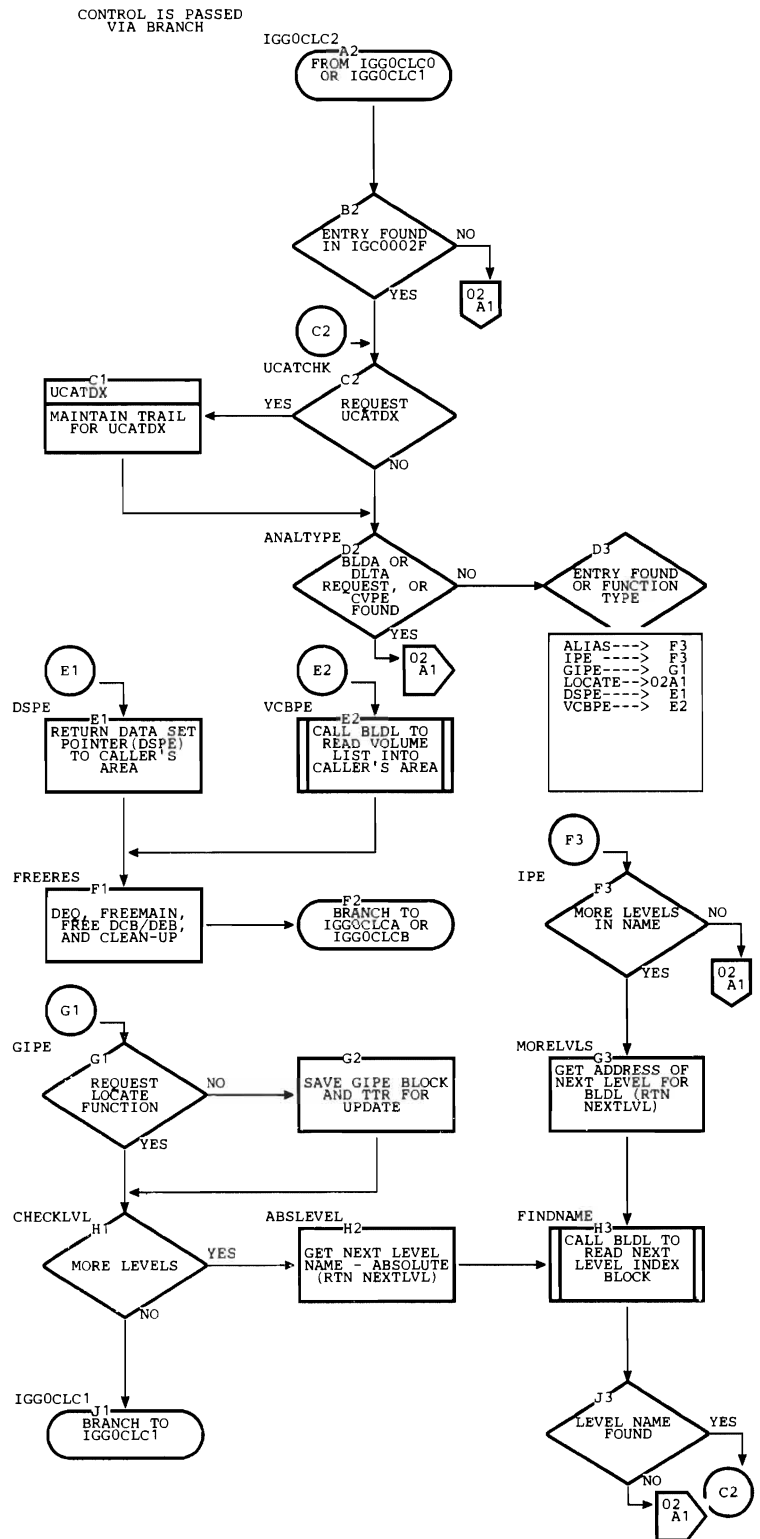 CONTROL IS PASSED
VIA BRANCH
IGG0CLC2
A2
FROM IGG0CLC0
OR IGG0CLC1
B2
ENTRY FOUND
IN IGC0002F
NO
02
A1
YES
C2
UCATCHK
C1
UCATDX
MAINTAIN TRAIL
FOR UCATDX
YES
C2
REQUEST
UCATDX
NO
ANALTYPE
D2
BLDA OR
DLTA
REQUEST, OR
CVPE
FOUND
NO
D3
ENTRY FOUND
OR FUNCTION
TYPE
YES
02
A1
ALIAS---> F3
IPE ----> F3
GIPE----> G1
LOCATE-->02A1
DSPE----> E1
VCBPE---> E2
E1
E2
DSPE
E1
RETURN DATA SET
POINTER(DSPE)
TO CALLER'S
AREA
VCBPE
E2
CALL BLDL TO
READ VOLUME
LIST INTO
CALLER'S AREA
F3
FREERES
F1
DEQ, FREEMAIN,
FREE DCB/DEB,
AND CLEAN-UP
F2
BRANCH TO
IGG0CLCA OR
IGG0CLCB
IPE
F3
MORE LEVELS
IN NAME
NO
02
A1
YES
G1
GIPE
G1
REQUEST
LOCATE
FUNCTION
NO
G2
SAVE GIPE BLOCK
AND TTR FOR
UPDATE
MORELVLS
G3
GET ADDRESS OF
NEXT LEVEL FOR
BLDL (RTN
NEXTLVL)
YES
CHECKLVL
H1
MORE LEVELS
YES
ABSLEVEL
H2
GET NEXT LEVEL
NAME - ABSOLUTE
(RTN NEXTLVL)
FINDNAME
H3
CALL BLDL TO
READ NEXT
LEVEL INDEX
BLOCK
NO
IGG0CLC1
J1
BRANCH TO
IGG0CLC1
J3
LEVEL NAME
FOUND
YES
NO
02
A1
C2